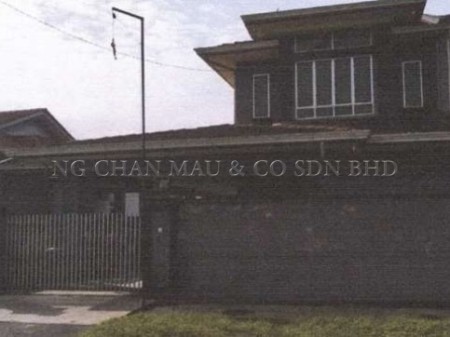 NG CHAN MAU & CO SDN BHD